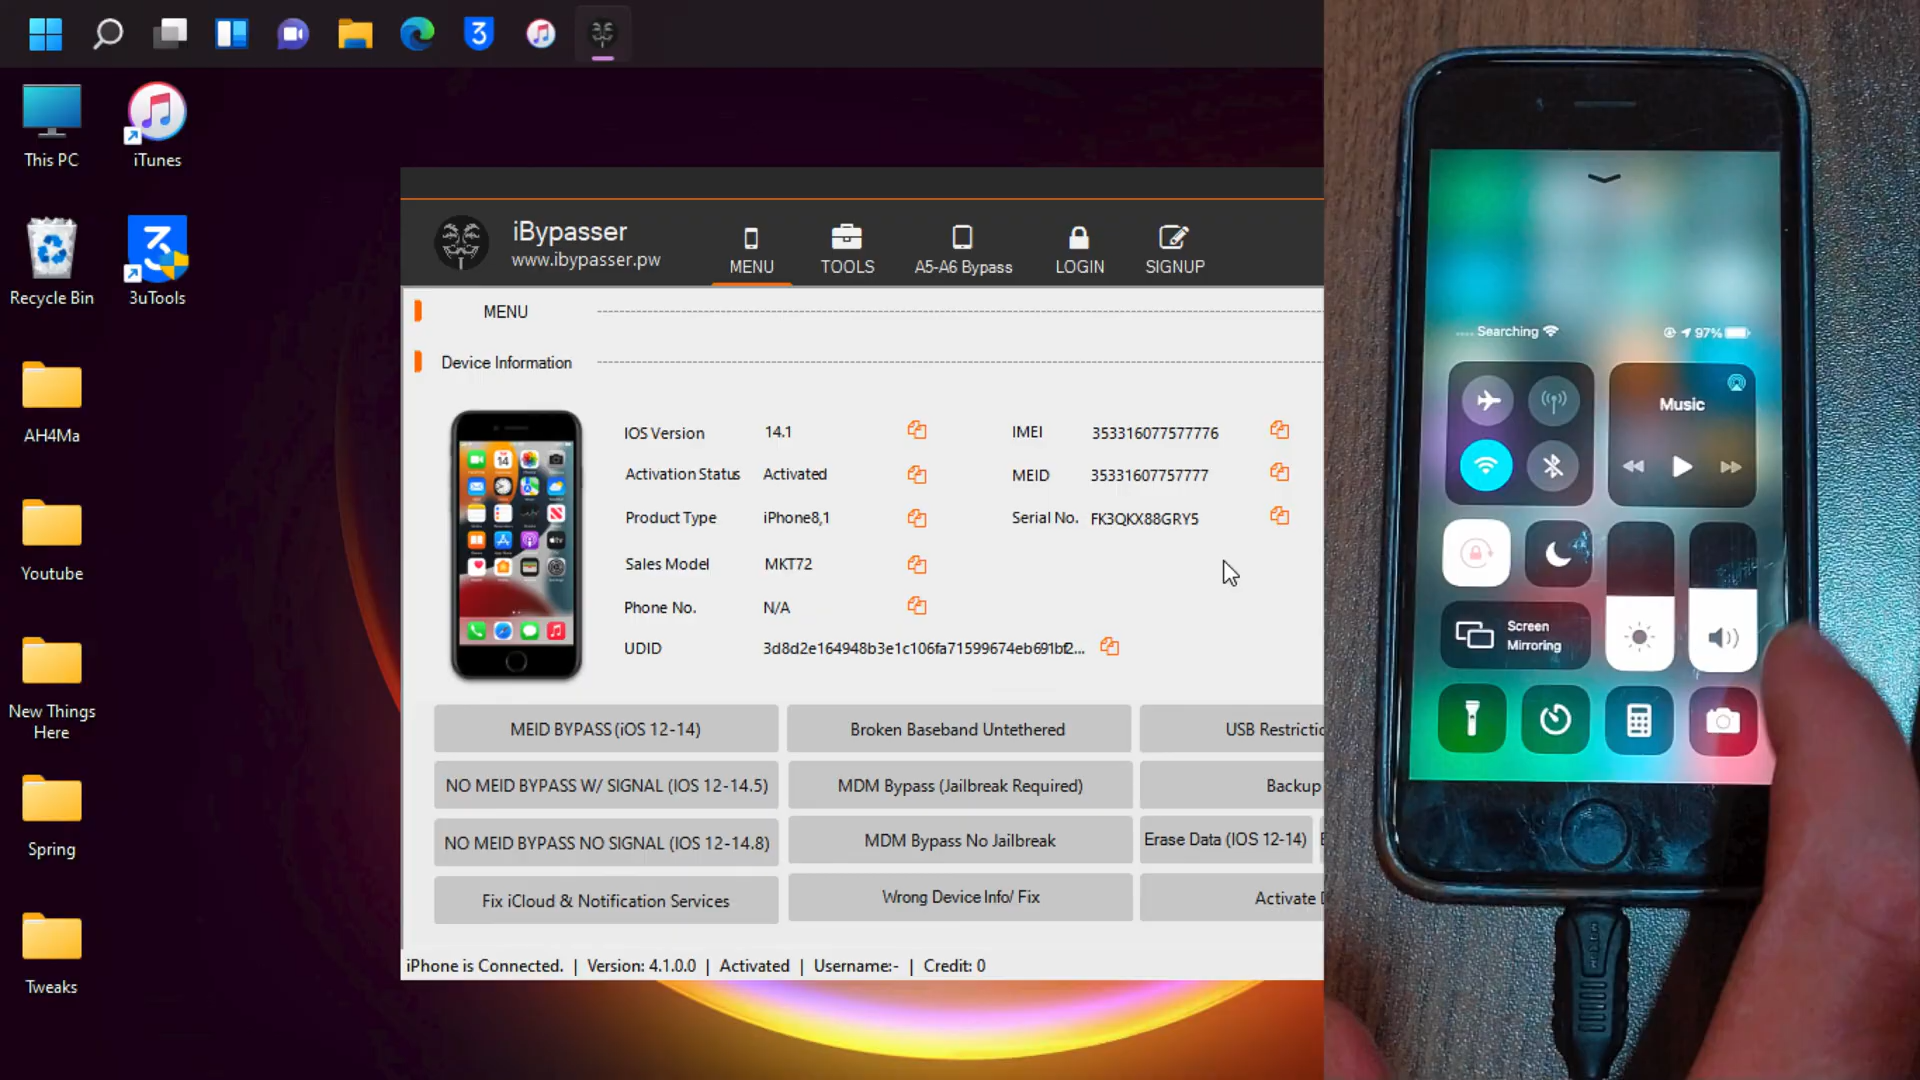 3
This PC
iTunes
Recycle Bin
3uTools
AH4Ma
Youtube
New Things
Here
Spring
Tweaks
iBypasser
www.ibypasser.pw
MENU
TOOLS
A5-A6 Bypass
LOGIN
SIGNUP
MENU
Device Information
IOS Version 14.1
Activation Status Activated
Product Type iPhone8,1
Sales Model MKT72
Phone No. N/A
UDID 3d8d2e164948b3e1c106fa71599674eb691bf2...
IMEI 353316077577776
MEID 35331607757777
Serial No. FK3QKX88GRY5
MEID BYPASS (iOS 12-14)
Broken Baseband Untethered
USB Restrictio
NO MEID BYPASS W/ SIGNAL (IOS 12-14.5)
MDM Bypass (Jailbreak Required)
Backup
NO MEID BYPASS NO SIGNAL (IOS 12-14.8)
MDM Bypass No Jailbreak
Erase Data (IOS 12-14)
Fix iCloud & Notification Services
Wrong Device Info/ Fix
Activate
iPhone is Connected. | Version: 4.1.0.0 | Activated | Username:- | Credit: 0
Searching
97%
Music
Screen
Mirroring